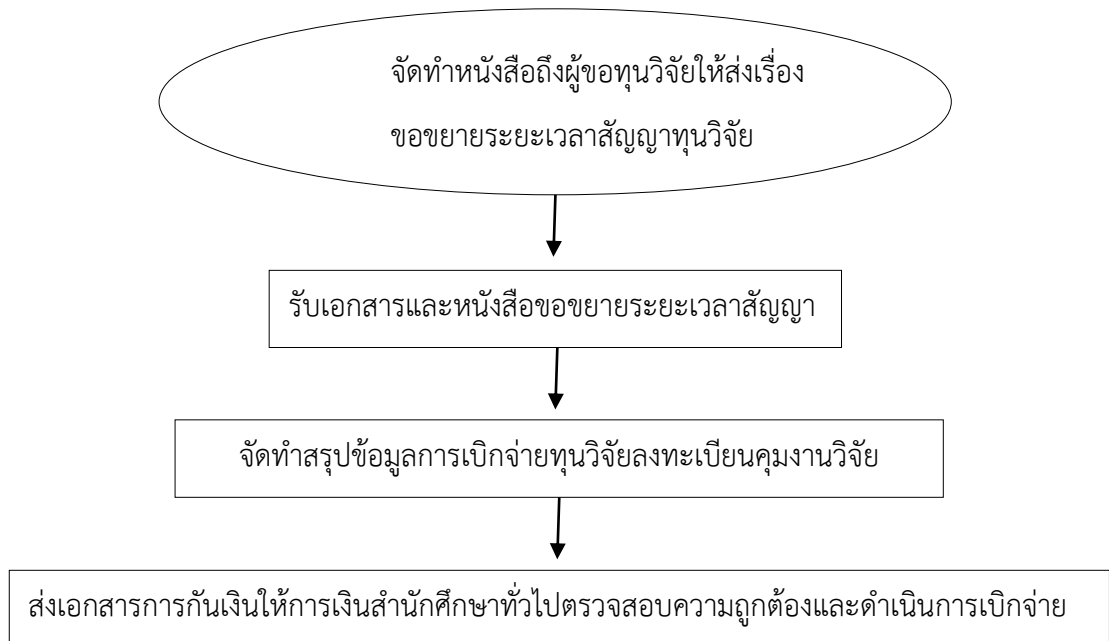 จัดทำหนังสือถึงผู้ขอทุนวิจัยให้ส่งเรื่อง
ขอขยายระยะเวลาสัญญาทุนวิจัย
รับเอกสารและหนังสือขอขยายระยะเวลาสัญญา
จัดทำสรุปข้อมูลการเบิกจ่ายทุนวิจัยลงทะเบียนคุมงานวิจัย
ส่งเอกสารการกันเงินให้การเงินสำนักศึกษาทั่วไปตรวจสอบความถูกต้องและดำเนินการเบิกจ่าย